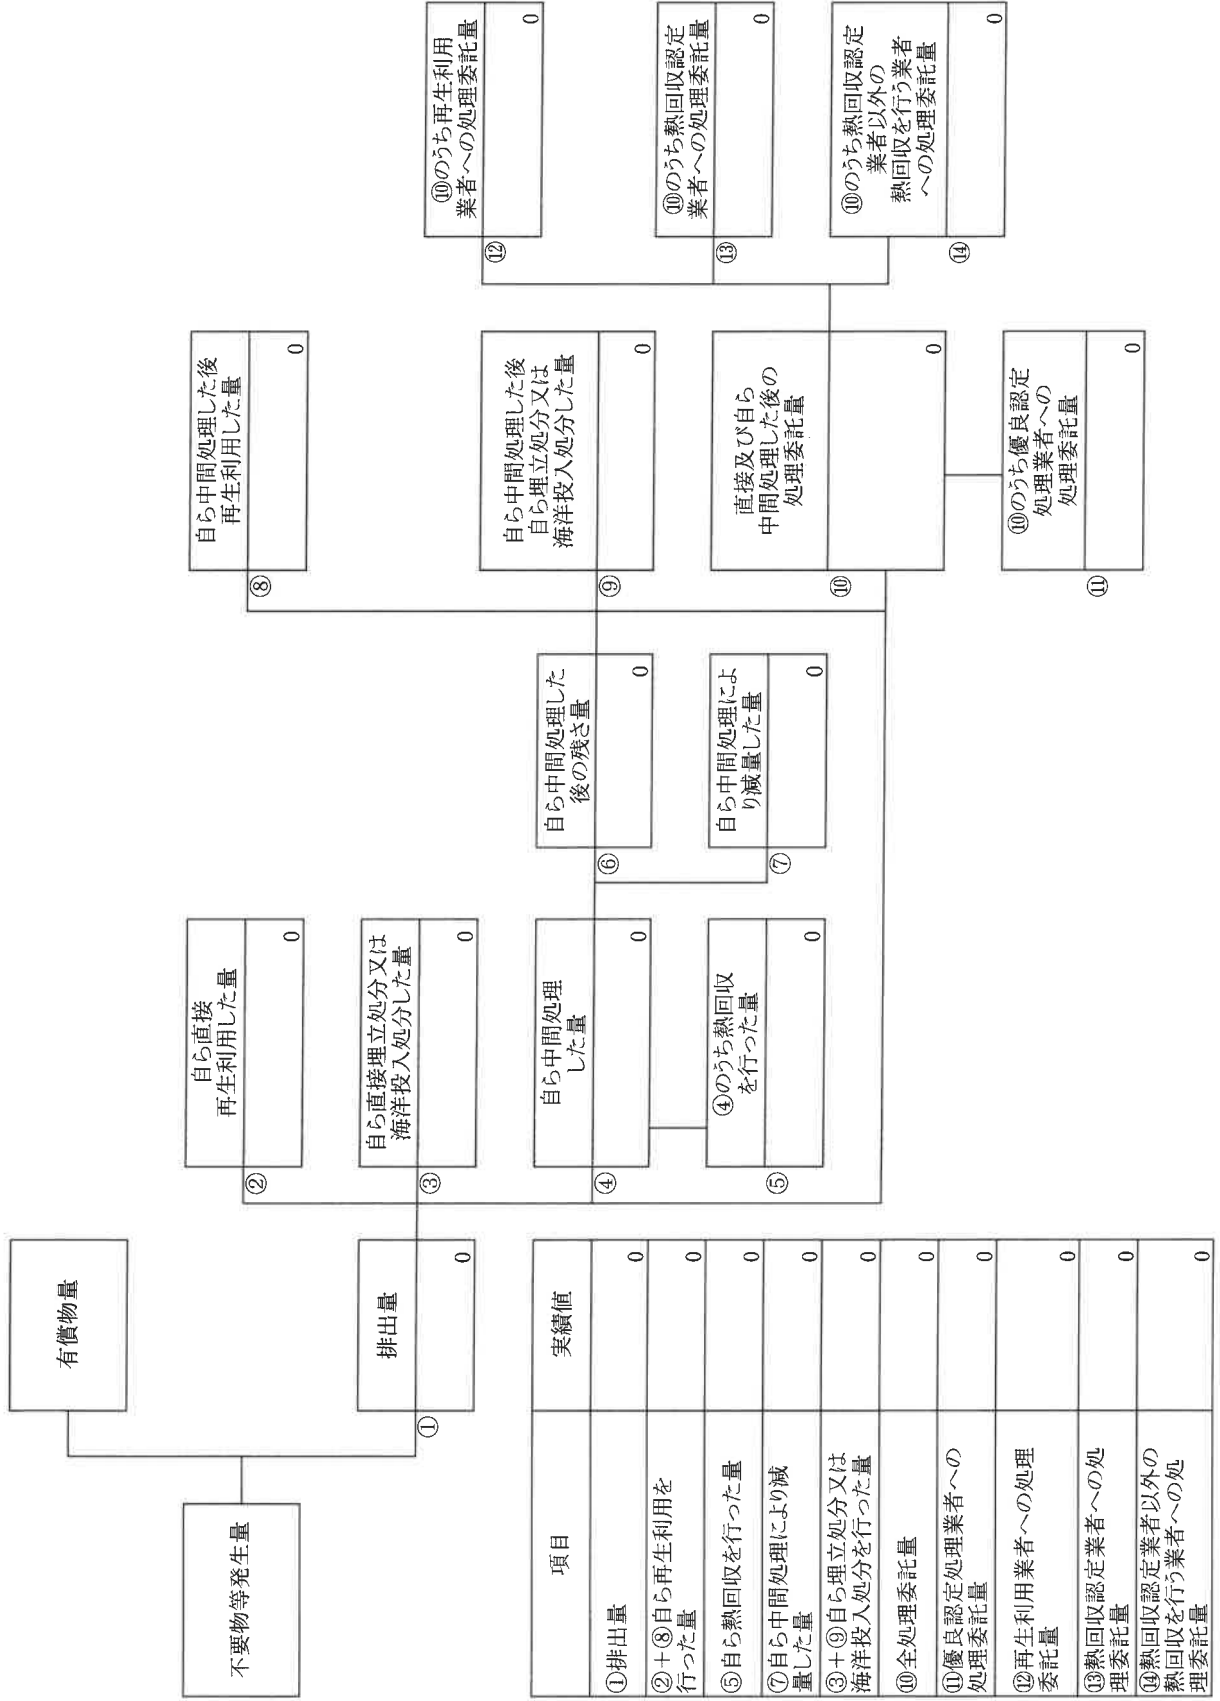 不要物等発生量
有償物量
排出量
①
0
自ら直接
再生利用した量
②
0
自ら直接埋立処分又は
海洋投入処分した量
③
0
自ら中間処理
した量
④
0
④のうち熱回収
を行った量
⑤
0
自ら中間処理した
後の残さ量
⑥
0
自ら中間処理によ
り減量した量
⑦
0
自ら中間処理した後
再生利用した量
⑧
0
自ら中間処理した後
自ら埋立処分又は
海洋投入処分した量
⑨
0
直接及び自ら
中間処理した後の
処理委託量
⑩
0
⑩のうち優良認定
処理業者への
処理委託量
⑪
0
⑩のうち再生利用
業者への処理委託量
⑫
0
⑩のうち熱回収認定
業者への処理委託量
⑬
0
⑩のうち熱回収認定
業者以外の
熱回収を行う業者
への処理委託量
⑭
0
項目 実績値
①排出量 0
②+⑧自ら再生利用を
行った量 0
⑤自ら熱回収を行った量 0
⑦自ら中間処理により減
量した量 0
③+⑨自ら埋立処分又は
海洋投入処分を行った量 0
⑩全処理委託量 0
⑪優良認定処理業者への
処理委託量 0
⑫再生利用業者への処理
委託量 0
⑬熱回収認定業者への処
理委託量 0
⑭熱回収認定業者以外の
熱回収を行う業者への処
理委託量 0